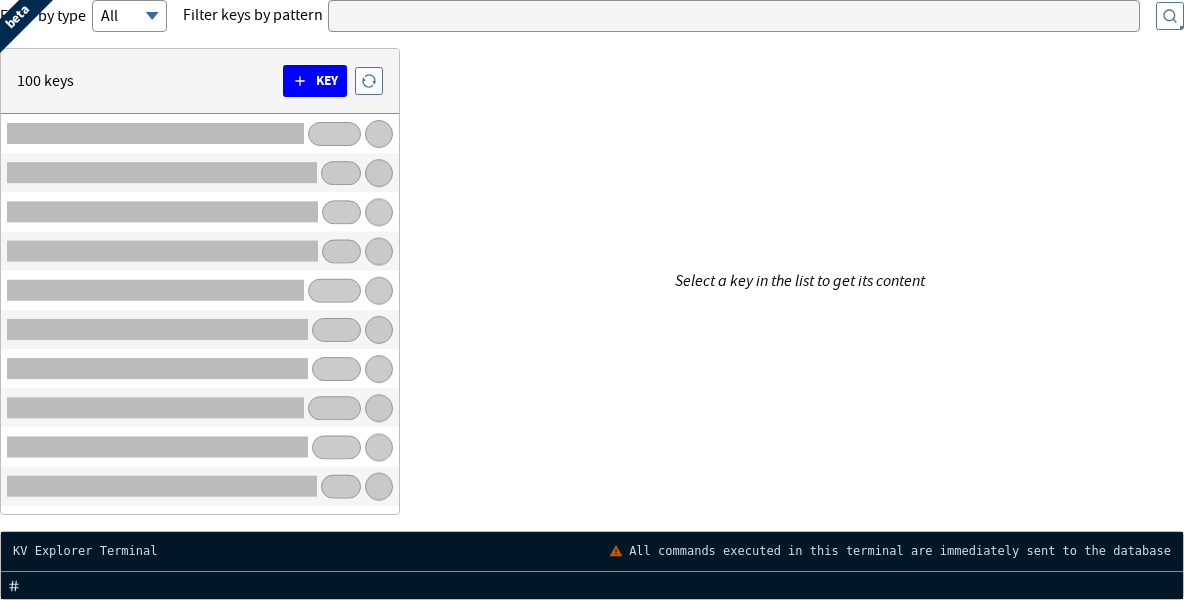 beta
by type
All
Filter keys by pattern
100 keys
+ KEY
Select a key in the list to get its content
KV Explorer Terminal
All commands executed in this terminal are immediately sent to the database
#